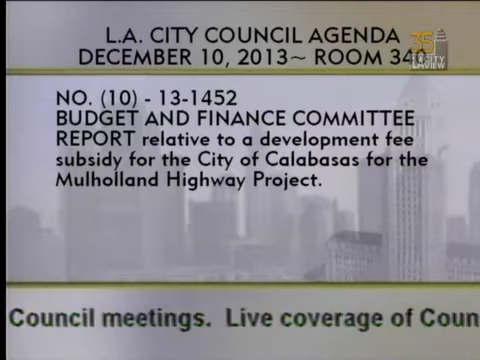 L.A. CITY COUNCIL AGENDA
DECEMBER 10, 2013~ ROOM 34
35
LACITYVIEW
NO. (10) - 13-1452
BUDGET AND FINANCE COMMITTEE
REPORT relative to a development fee
subsidy for the City of Calabasas for the
Mulholland Highway Project.
Council meetings.  Live coverage of Coun